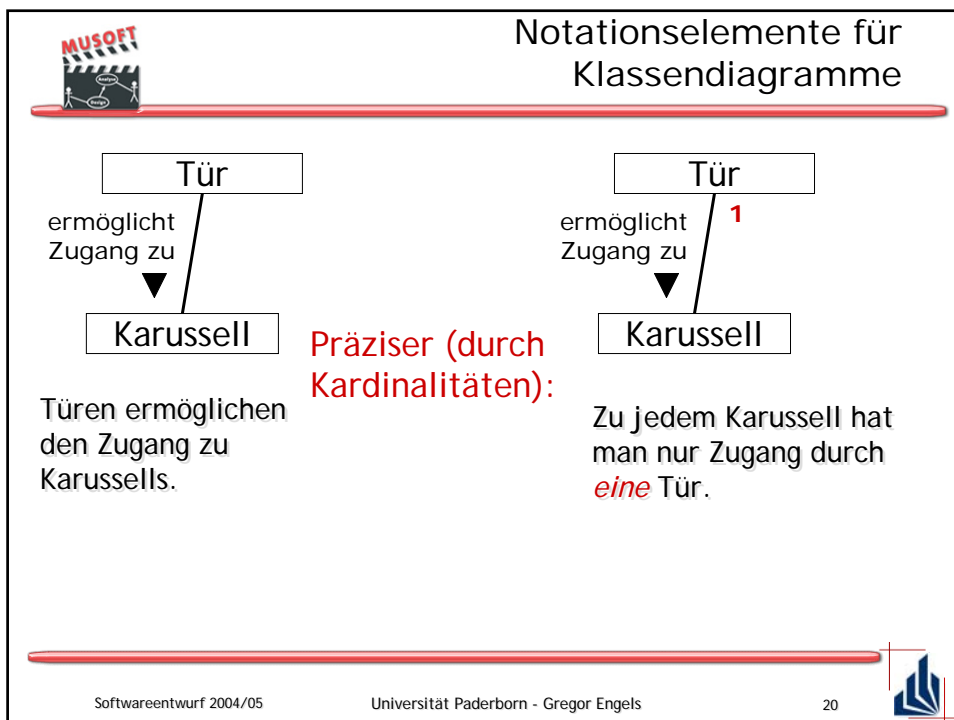 MUSOFT
Analyse
Design
Notationselemente für
Klassendiagramme
Tür
ermöglicht
Zugang zu
Karussell
Türen ermöglichen
den Zugang zu
Karussells.
Präziser (durch
Kardinalitäten):
Tür
1
ermöglicht
Zugang zu
Karussell
Zu jedem Karussell hat
man nur Zugang durch
eine Tür.
Softwareentwurf 2004/05
Universität Paderborn - Gregor Engels
20